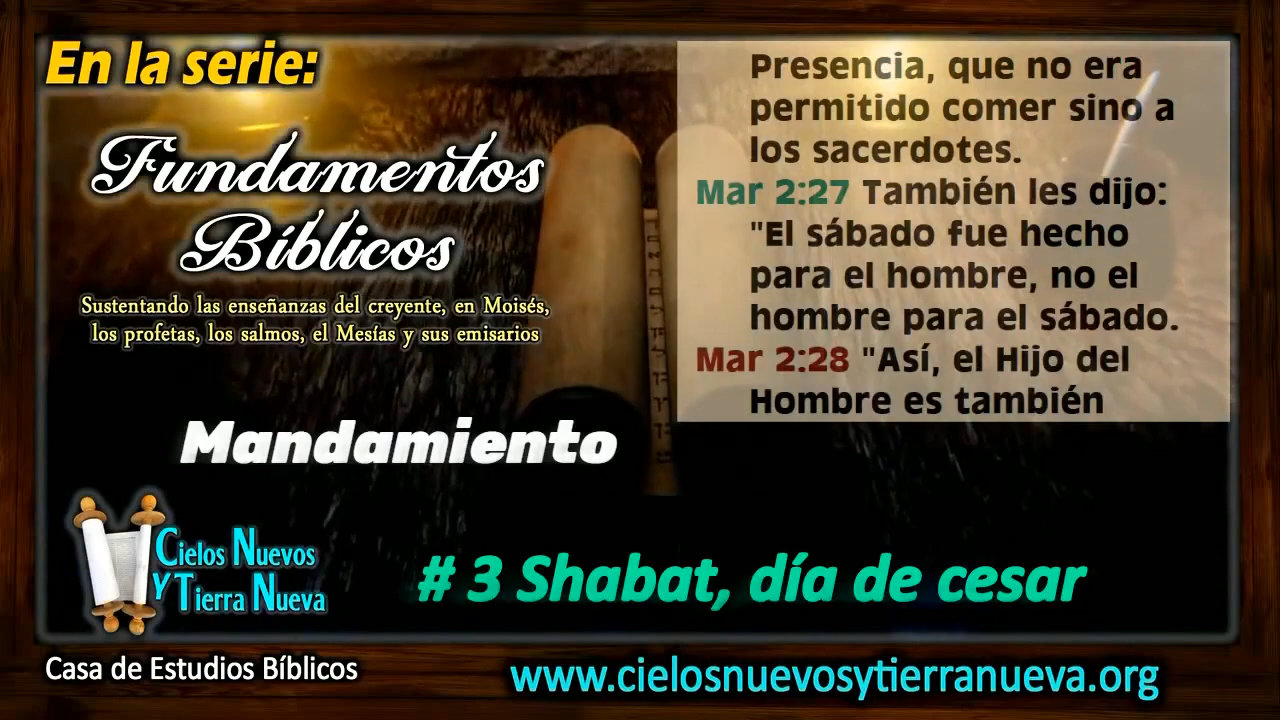 En la serie:
Fundamentos
Bíblicos
Sustentando las enseñanzas del creyente, en Moisés,
los profetas, los salmos, el Mesías y sus emisarios
Mandamiento
Presencia, que no era
permitido comer sino a
los sacerdotes.
Mar 2:27 También les dijo:
"El sábado fue hecho
para el hombre, no el
hombre para el sábado.
Mar 2:28 "Así, el Hijo del
Hombre es también
Cielos Nuevos
Y Tierra Nueva
# 3 Shabat, día de cesar
Casa de Estudios Bíblicos
www.cielosnuevosytierranueva.org